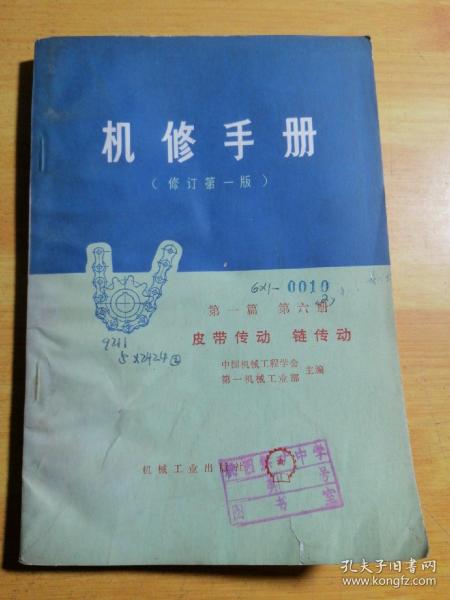 机修手册
（修订第一版）
GX1-0010
第一篇 第六册
皮带传动 链传动
中国机械工程学会
第一机械工业部
主编
机械工业出版社
中学
号
图书室
孔夫子旧书网
www.kongfz.com